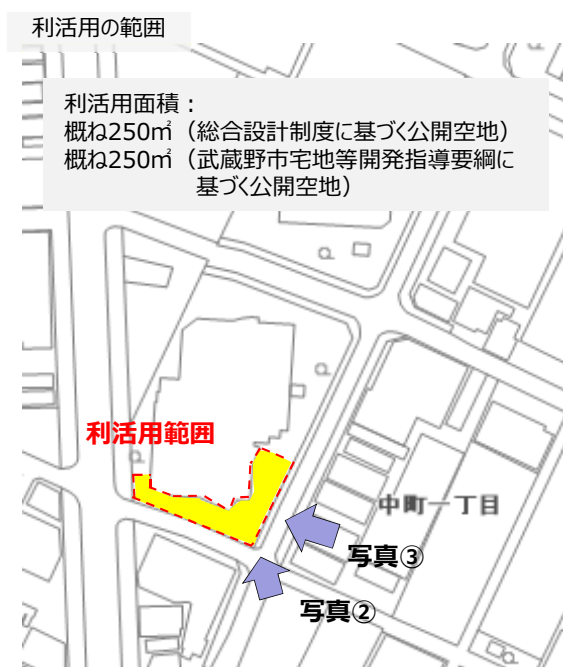 利活用の範囲
利活用面積：
概ね250㎡（総合設計制度に基づく公開空地）
概ね250㎡（武蔵野市宅地等開発指導要綱に
基づく公開空地）
利活用範囲
中町一丁目
写真③
写真②